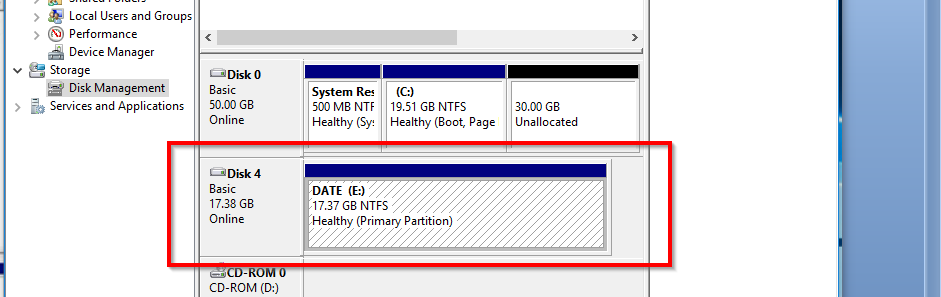 Shared Folders
Local Users and Groups
Performance
Device Manager
Storage
Disk Management
Services and Applications
Disk 0
Basic
50.00 GB
Online
System Res
500 MB NTF
Healthy (Sys
(C:)
19.51 GB NTFS
Healthy (Boot, Page
30.00 GB
Unallocated
Disk 4
Basic
17.38 GB
Online
DATE (E:)
17.37 GB NTFS
Healthy (Primary Partition)
CD-ROM 0
CD-ROM (D:)